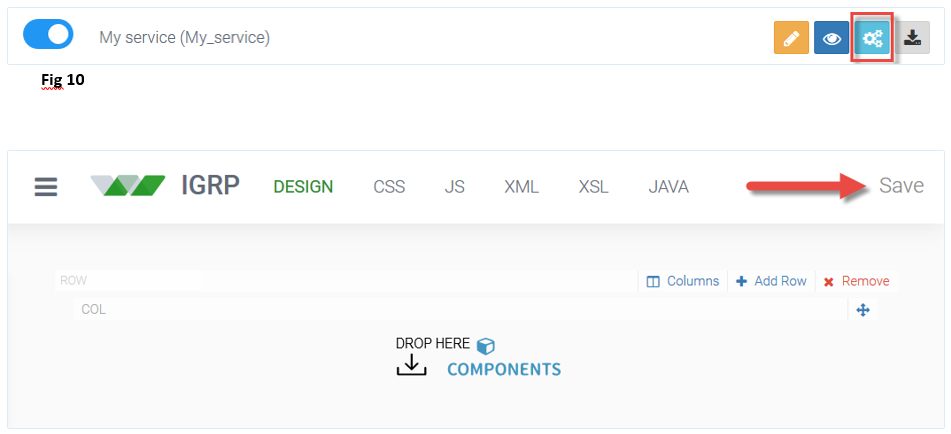 My service (My_service)
Fig 10
IGRP DESIGN CSS JS XML XSL JAVA Save
ROW Columns Add Row Remove
COL
DROP HERE
COMPONENTS